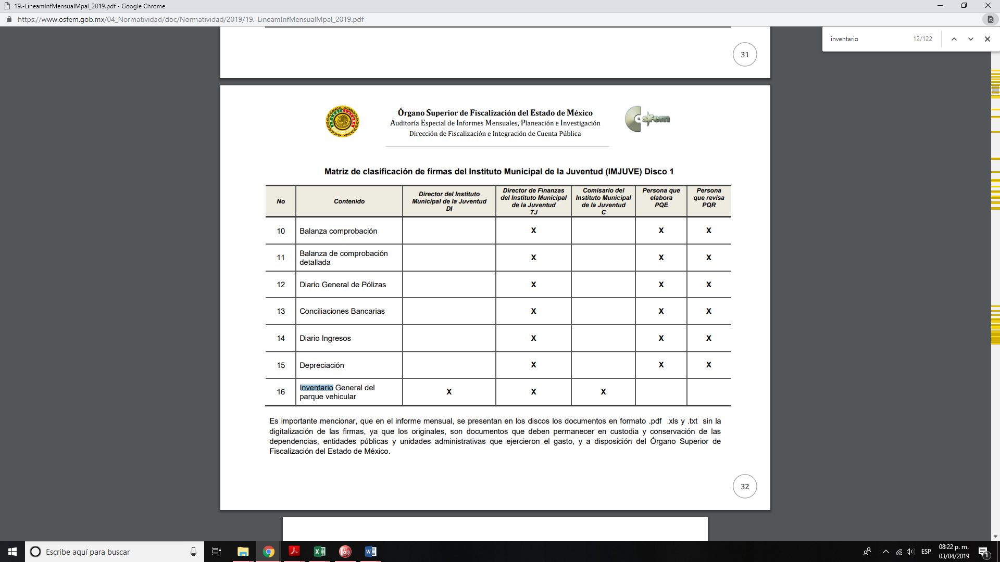 19.-LineamInfMensualMpal_2019.pdf - Google Chrome
https://www.osfem.gob.mx/04_Normatividad/doc/Normatividad/2019/19.-LineamInfMensualMpal_2019.pdf
inventario 12/122
31
Órgano Superior de Fiscalización del Estado de México
Auditoría Especial de Informes Mensuales, Planeación e Investigación
Dirección de Fiscalización e Integración de Cuenta Pública
sfem
Matriz de clasificación de firmas del Instituto Municipal de la Juventud (IMJUVE) Disco 1
No
Contenido
Director del Instituto
Municipal de la Juventud
DI
Director de Finanzas
del Instituto Municipal
de la Juventud
TJ
Comisario del
Instituto Municipal
de la Juventud
C
Persona que
elabora
PQE
Persona
que revisa
PQR
10 Balanza comprobación X X X
11 Balanza de comprobación
detallada X X X
12 Diario General de Pólizas X X X
13 Conciliaciones Bancarias X X X
14 Diario Ingresos X X X
15 Depreciación X X X
16 Inventario General del
parque vehicular X X X
Es importante mencionar, que en el informe mensual, se presentan en los discos los documentos en formato .pdf .xls y .txt sin la
digitalización de las firmas, ya que los originales, son documentos que deben permanecer en custodia y conservación de las
dependencias, entidades públicas y unidades administrativas que ejercieron el gasto, y a disposición del Órgano Superior de
Fiscalización del Estado de México.
32
Escribe aquí para buscar
ESP
08:22 p. m.
03/04/2019
1